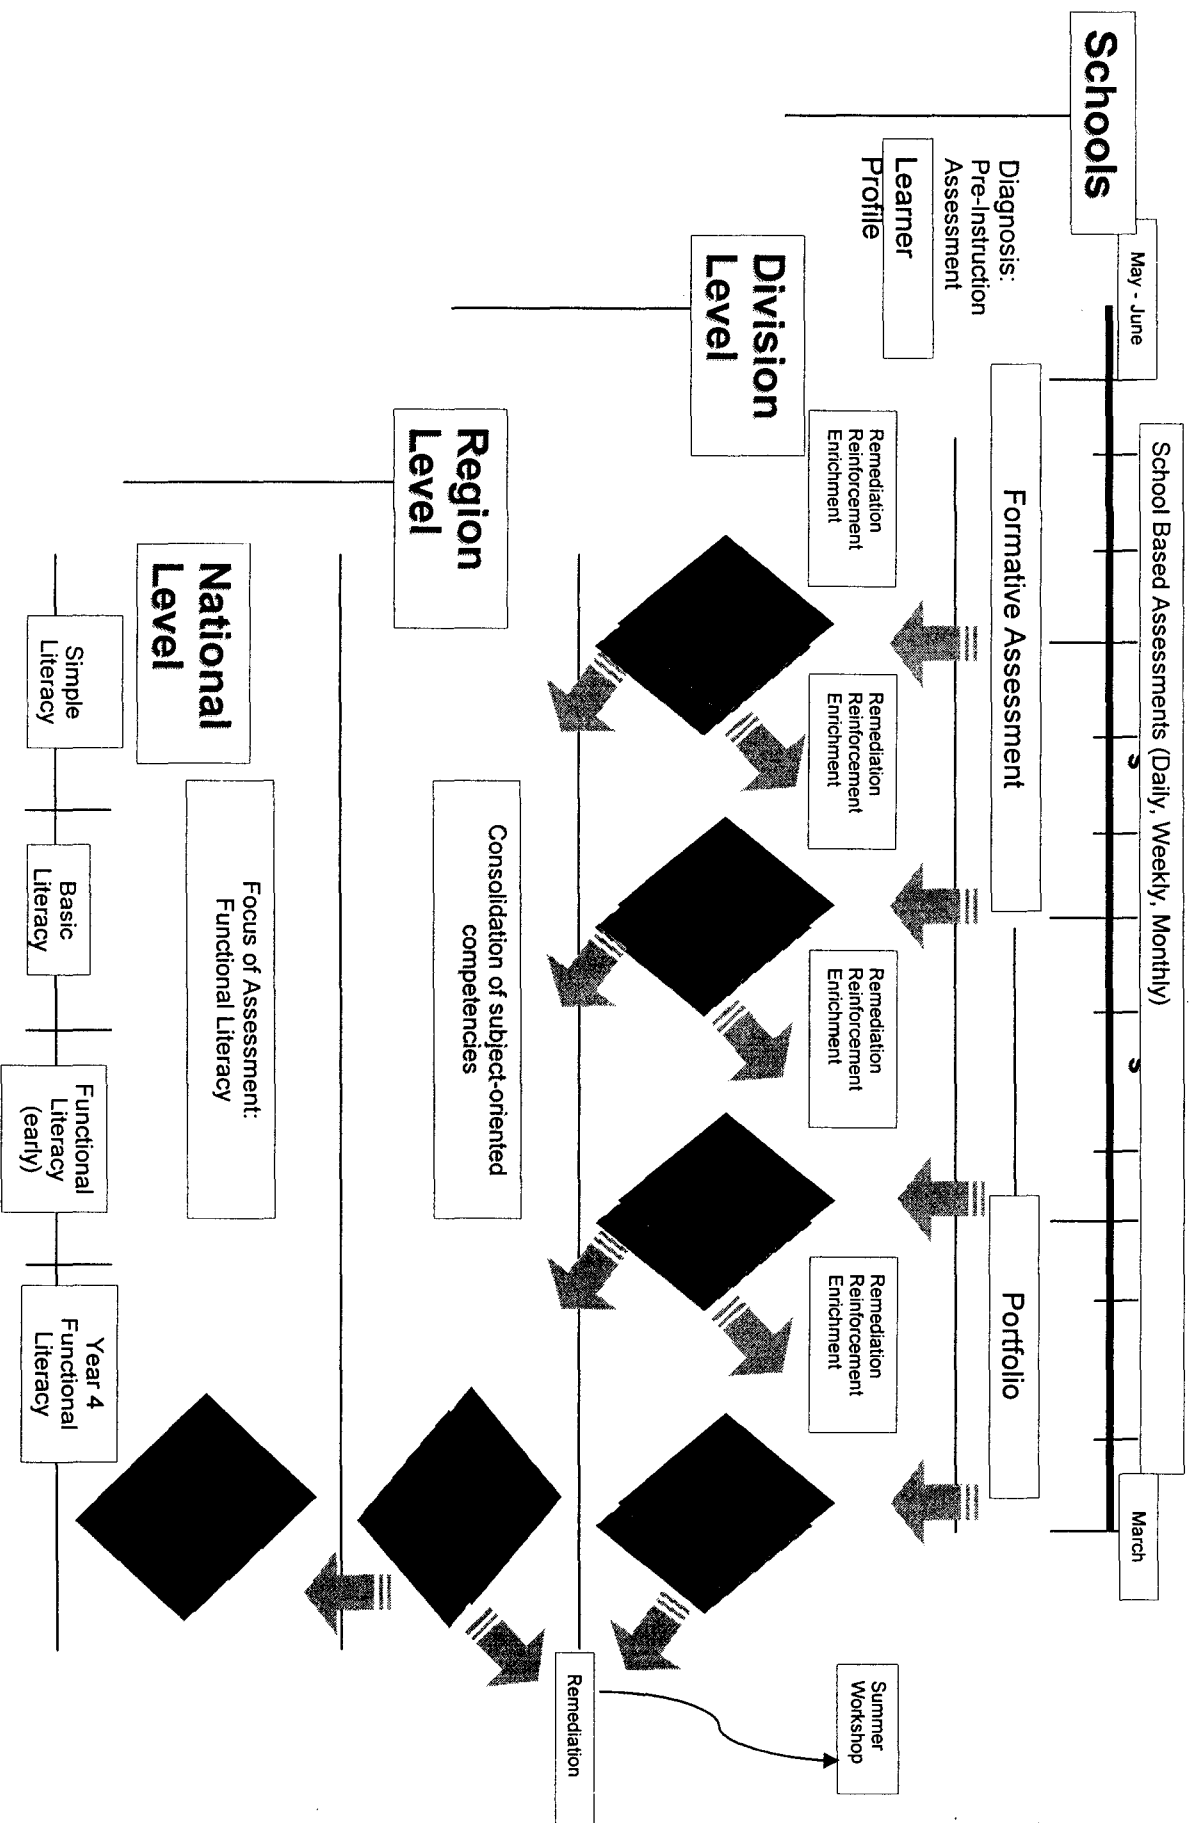 Schools
May - June
School Based Assessments (Daily, Weekly, Monthly)
March
Diagnosis:
Pre-Instruction
Assessment
Learner
Profile
Formative Assessment
Portfolio
Division
Level
Remediation
Reinforcement
Enrichment
Remediation
Reinforcement
Enrichment
Remediation
Reinforcement
Enrichment
Remediation
Reinforcement
Enrichment
Summer
Workshop
Region
Level
Consolidation of subject-oriented
competencies
Remediation
National
Level
Focus of Assessment:
Functional Literacy
Simple
Literacy
Basic
Literacy
Functional
Literacy
(early)
Year 4
Functional
Literacy